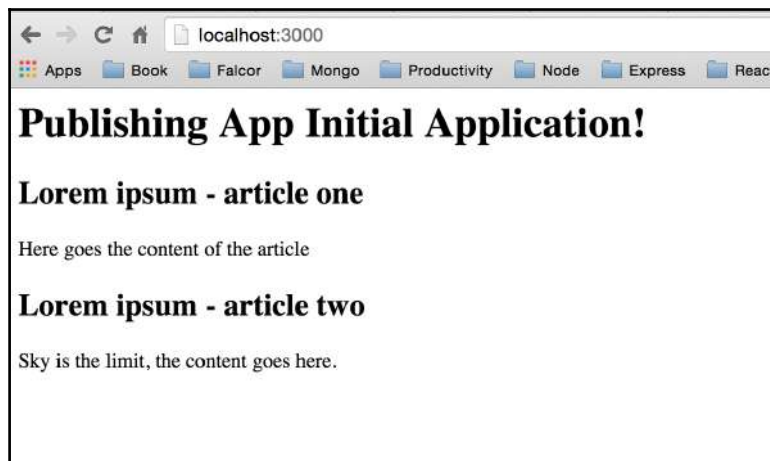 localhost:3000
Apps Book Falcor Mongo Productivity Node Express Reac
Publishing App Initial Application!
Lorem ipsum - article one
Here goes the content of the article
Lorem ipsum - article two
Sky is the limit, the content goes here.